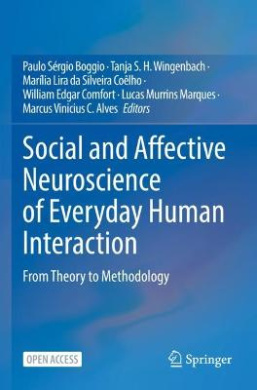 Paulo Sérgio Boggio · Tanja S. H. Wingenbach ·
Marília Lira da Silveira Coêlho ·
William Edgar Comfort · Lucas Murrins Marques ·
Marcus Vinicius C. Alves Editors
Social and Affective
Neuroscience
of Everyday Human
Interaction
From Theory to Methodology
OPEN ACCESS
Springer